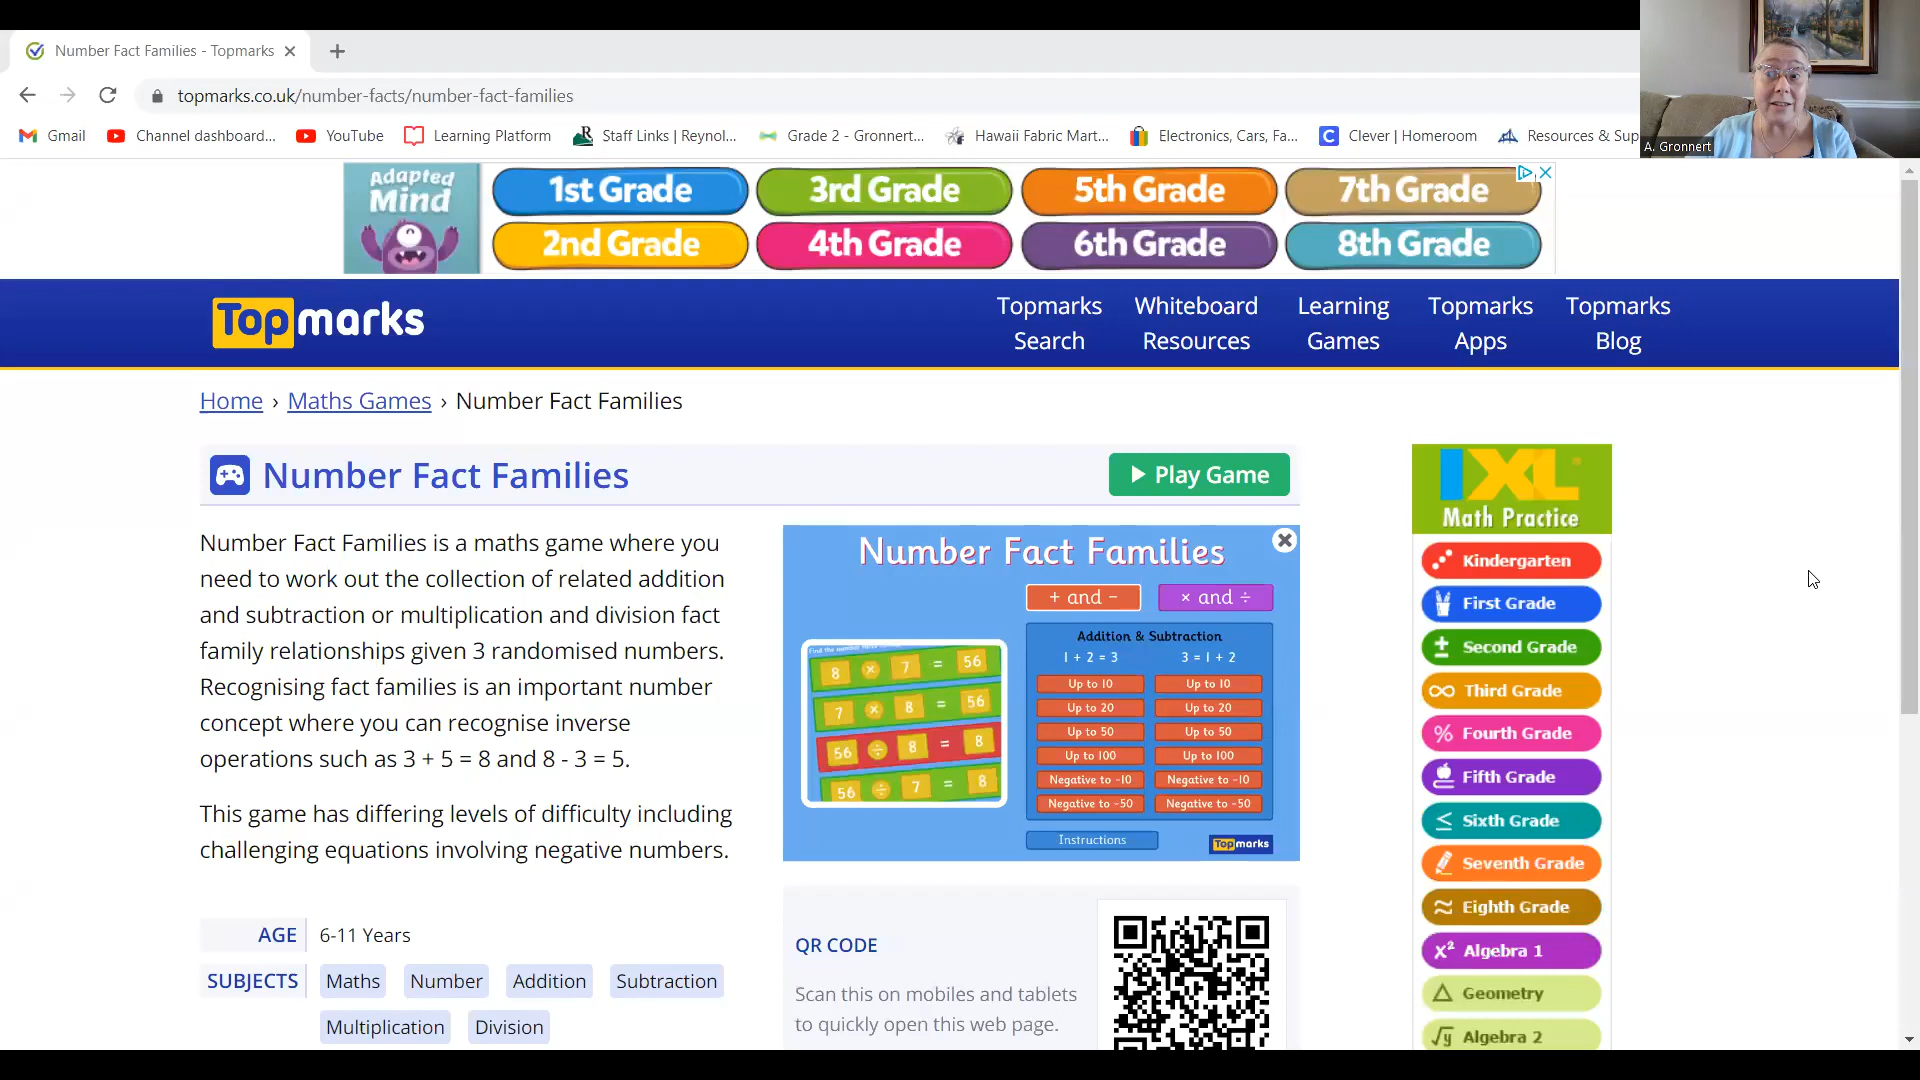 Number Fact Families - Topmarks
topmarks.co.uk/number-facts/number-fact-families
Gmail
Channel dashboard...
YouTube
Learning Platform
Staff Links | Reynol...
Grade 2 - Gronnert...
Hawaii Fabric Mart...
Electronics, Cars, Fa...
Clever | Homeroom
Resources & Sup
A. Gronnert
Adapted
Mind
1st Grade
3rd Grade
5th Grade
7th Grade
2nd Grade
4th Grade
6th Grade
8th Grade
Topmarks
Topmarks
Search
Whiteboard
Resources
Learning
Games
Topmarks
Apps
Topmarks
Blog
Home › Maths Games › Number Fact Families
Number Fact Families
Play Game
Number Fact Families is a maths game where you
need to work out the collection of related addition
and subtraction or multiplication and division fact
family relationships given 3 randomised numbers.
Recognising fact families is an important number
concept where you can recognise inverse
operations such as 3 + 5 = 8 and 8 - 3 = 5.
This game has differing levels of difficulty including
challenging equations involving negative numbers.
AGE 6-11 Years
SUBJECTS Maths Number Addition Subtraction
Multiplication Division
Number Fact Families
+ and − × and ÷
Addition & Subtraction
1 + 2 = 3 3 = 1 + 2
Up to 10 Up to 10
Up to 20 Up to 20
Up to 50 Up to 50
Up to 100 Up to 100
Negative to -10 Negative to -10
Negative to -50 Negative to -50
Instructions
Topmarks
8 × 7 = 56
7 × 8 = 56
56 ÷ 8 = 8
56 ÷ 7 = 8
QR CODE
Scan this on mobiles and tablets
to quickly open this web page.
IXL
Math Practice
Kindergarten
First Grade
± Second Grade
∞ Third Grade
% Fourth Grade
Fifth Grade
≤ Sixth Grade
Seventh Grade
≈ Eighth Grade
x² Algebra 1
Geometry
√y Algebra 2